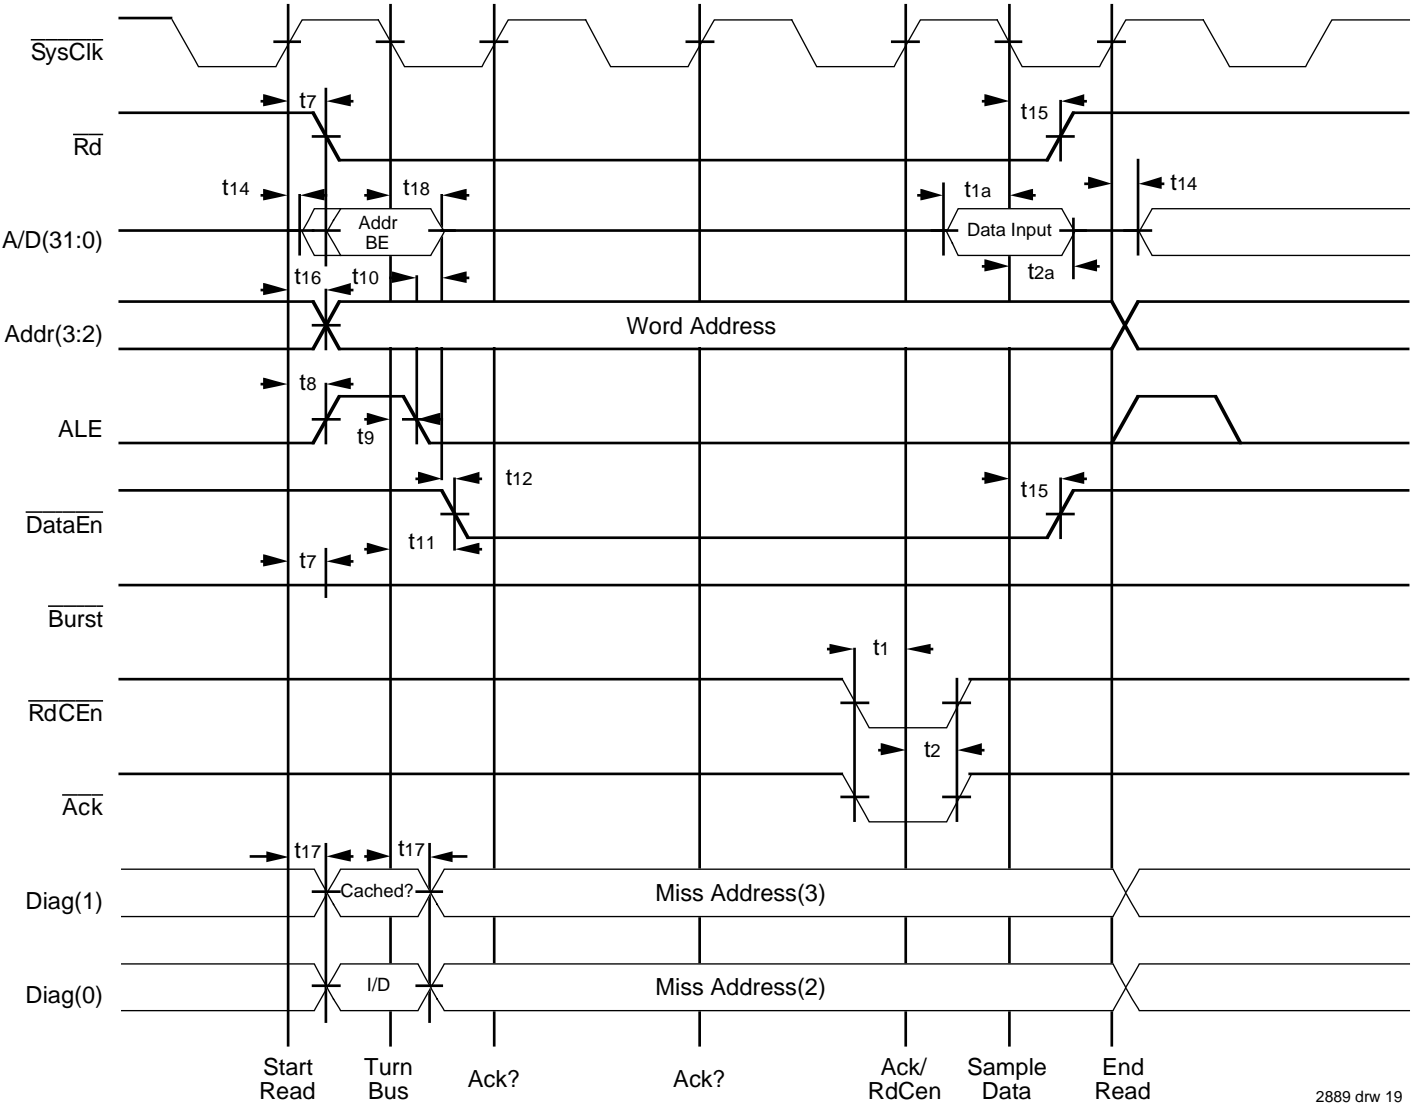 SysClk
t7
t15
Rd
t14
t18
t1a
t14
A/D(31:0)
Addr
BE
Data Input
t16
t10
t2a
Addr(3:2)
Word Address
t8
ALE
t9
t12
t15
DataEn
t11
t7
Burst
t1
RdCEn
t2
Ack
t17
t17
Diag(1)
Cached?
Miss Address(3)
Diag(0)
I/D
Miss Address(2)
Start
Read
Turn
Bus
Ack?
Ack?
Ack/
RdCen
Sample
Data
End
Read
2889 drw 19